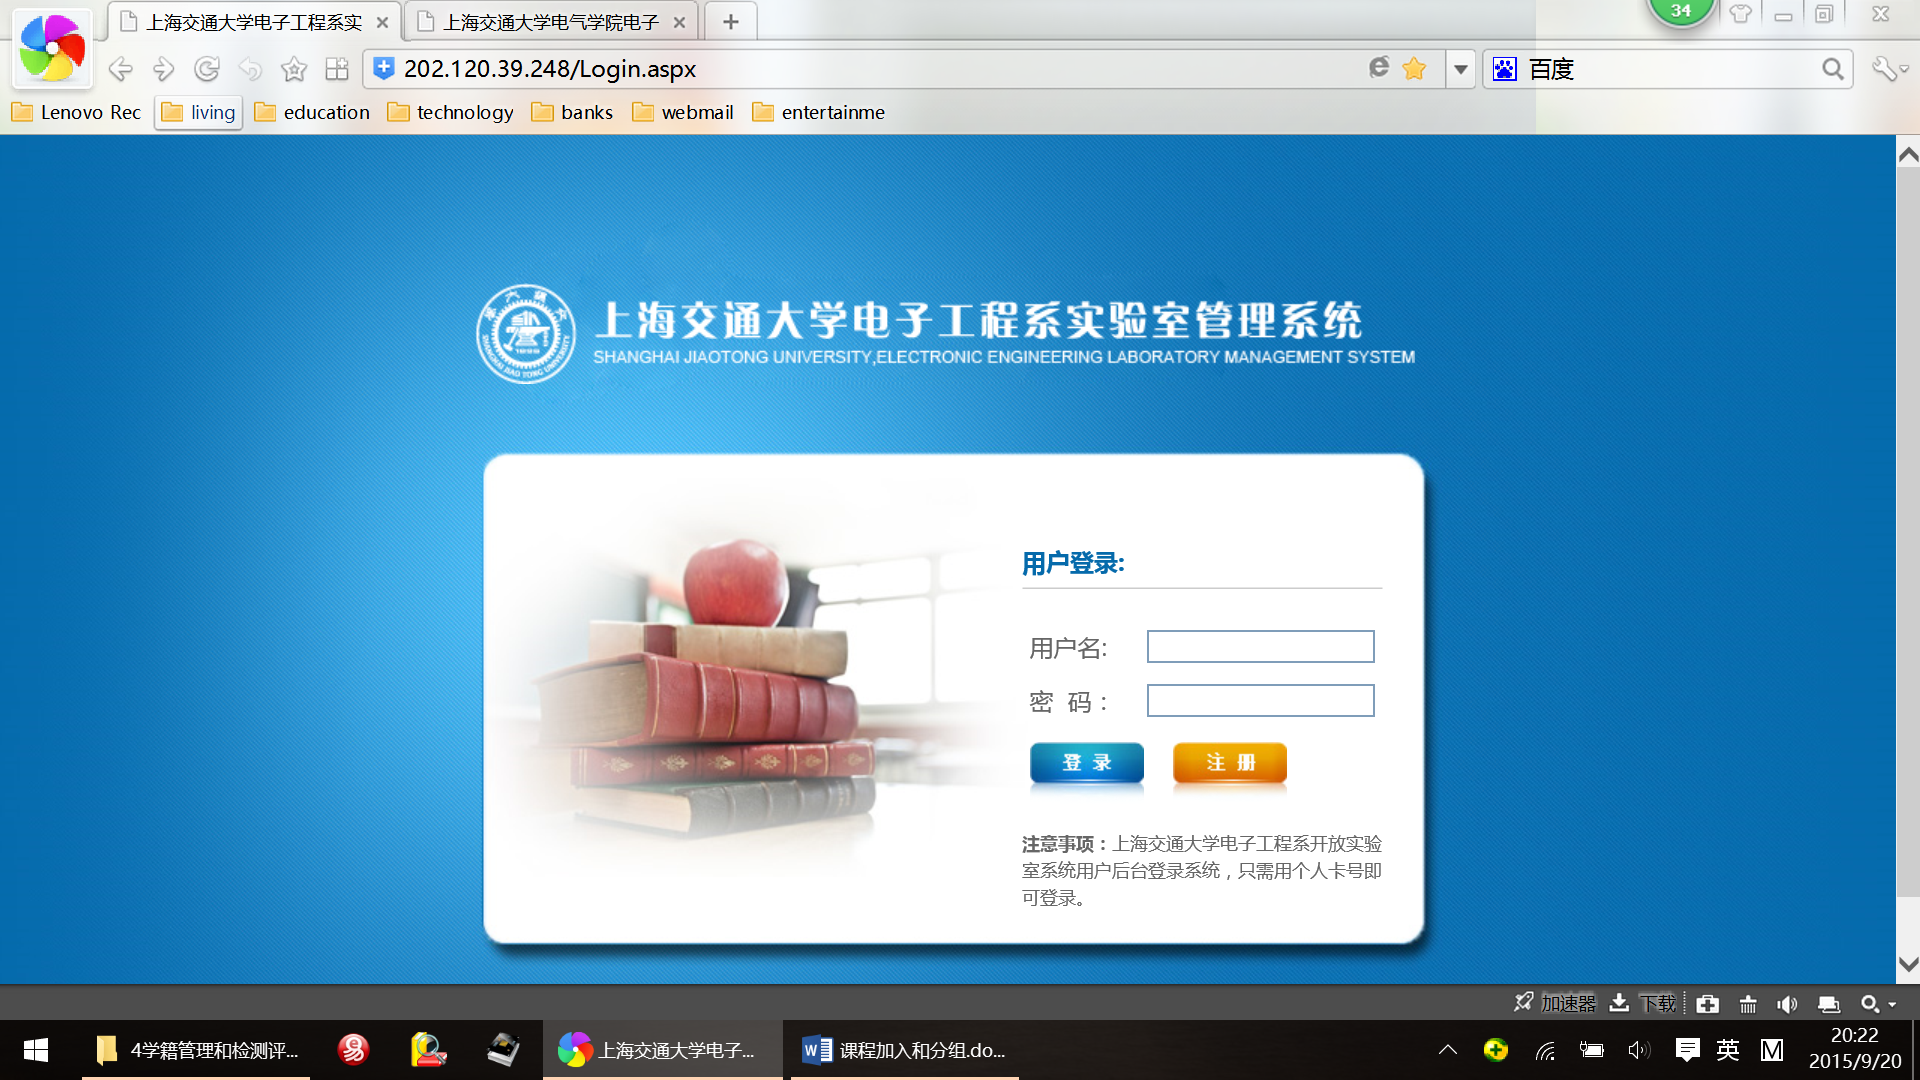 上海交通大学电子工程系实
上海交通大学电气学院电子
34
202.120.39.248/Login.aspx
百度
Lenovo Rec
living
education
technology
banks
webmail
entertainme
上海交通大学电子工程系实验室管理系统
SHANGHAI JIAOTONG UNIVERSITY,ELECTRONIC ENGINEERING LABORATORY MANAGEMENT SYSTEM
用户登录:
用户名:
密 码：
登 录
注 册
注意事项：上海交通大学电子工程系开放实验
室系统用户后台登录系统，只需用个人卡号即
可登录。
加速器
下载
4学籍管理和检测评...
上海交通大学电子...
课程加入和分组.do...
英
M
20:22
2015/9/20